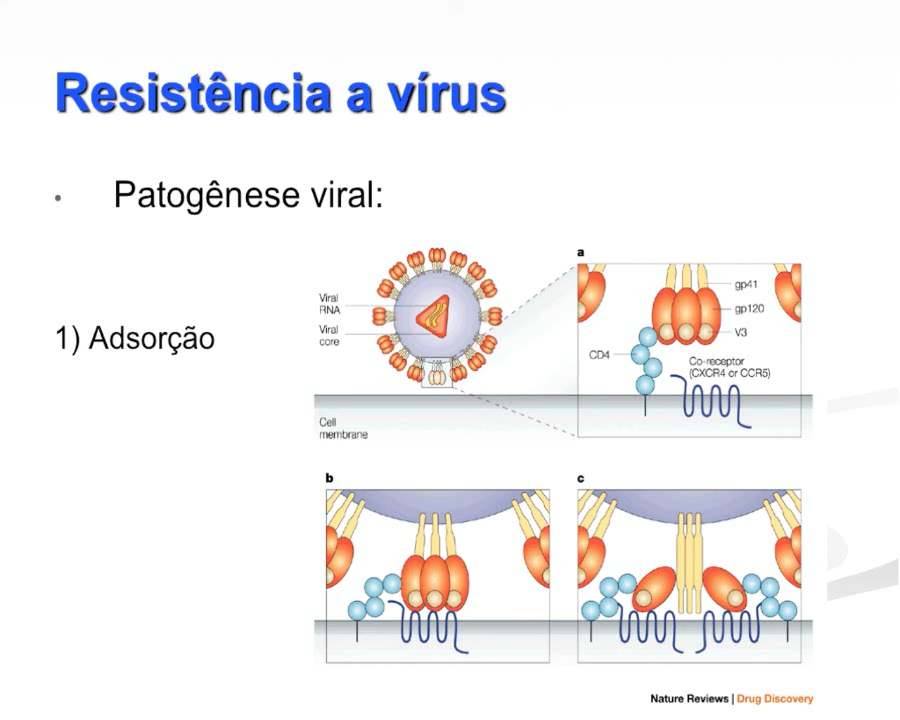 Resistência a vírus
• Patogênese viral:
1) Adsorção
Viral
RNA
Viral
core
Cell
membrane
a
gp41
gp120
V3
CD4
Co-receptor
(CXCR4 or CCR5)
b
c
Nature Reviews | Drug Discovery